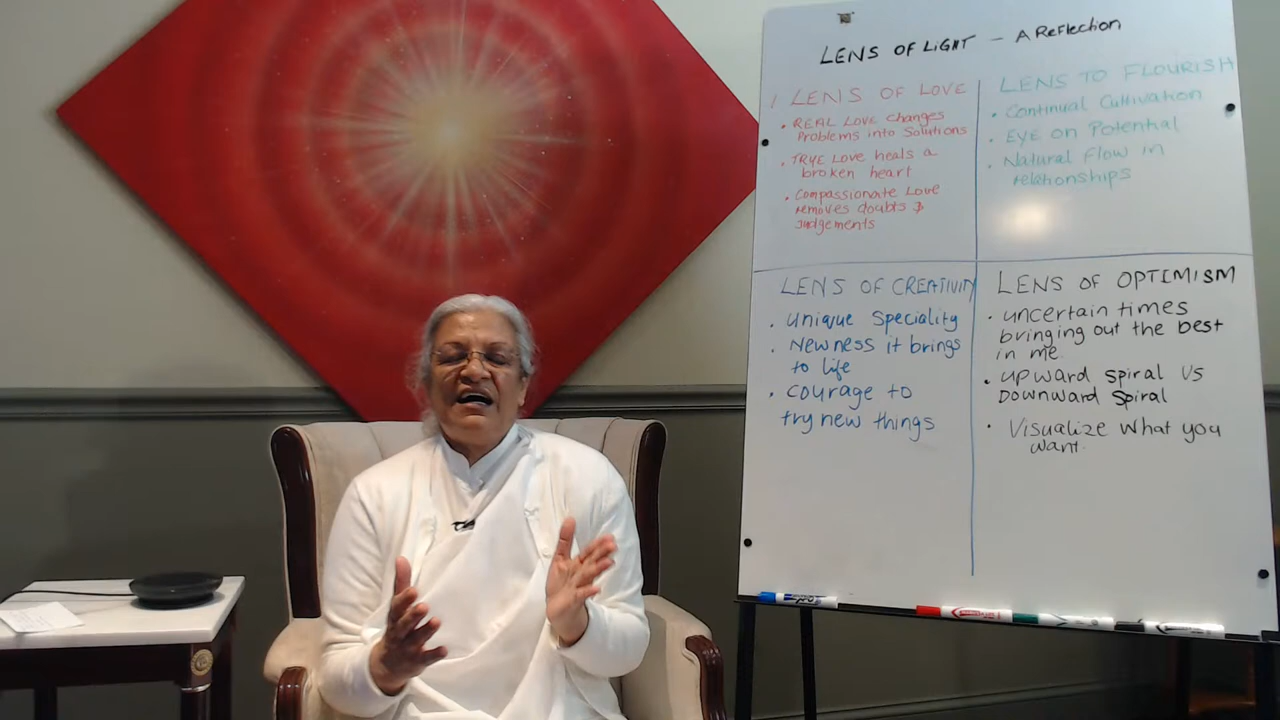 LENS OF LIGHT - A Reflection
1 LENS OF LOVE
• REAL LOVE changes
Problems into Solutions
• TRYE LOVE heals a
broken heart
• Compassionate Love
removes doubts &
Judgements
LENS TO FLOURISH
• Continual Cultivation
• Eye on Potential
• Natural Flow in
relationships
LENS OF CREATIVITY
• Unique Speciality
• Newness it brings
to life
• Courage to
try new things
LENS OF OPTIMISM
• uncertain times
bringing out the best
in me.
• upward spiral vs
Downward Spiral
• Visualize what you
want.